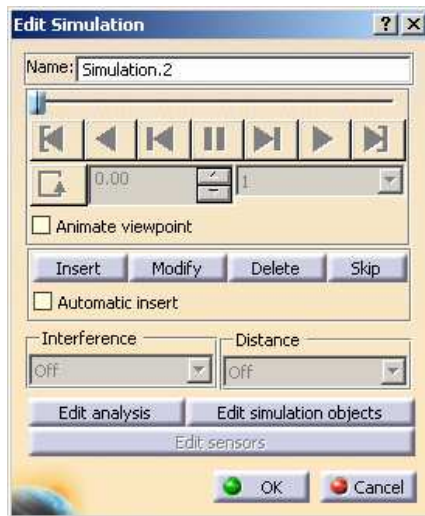 Edit Simulation
Name: Simulation.2
0.00 1
Animate viewpoint
Insert Modify Delete Skip
Automatic insert
Interference Distance
Off Off
Edit analysis Edit simulation objects
Edit sensors
OK Cancel